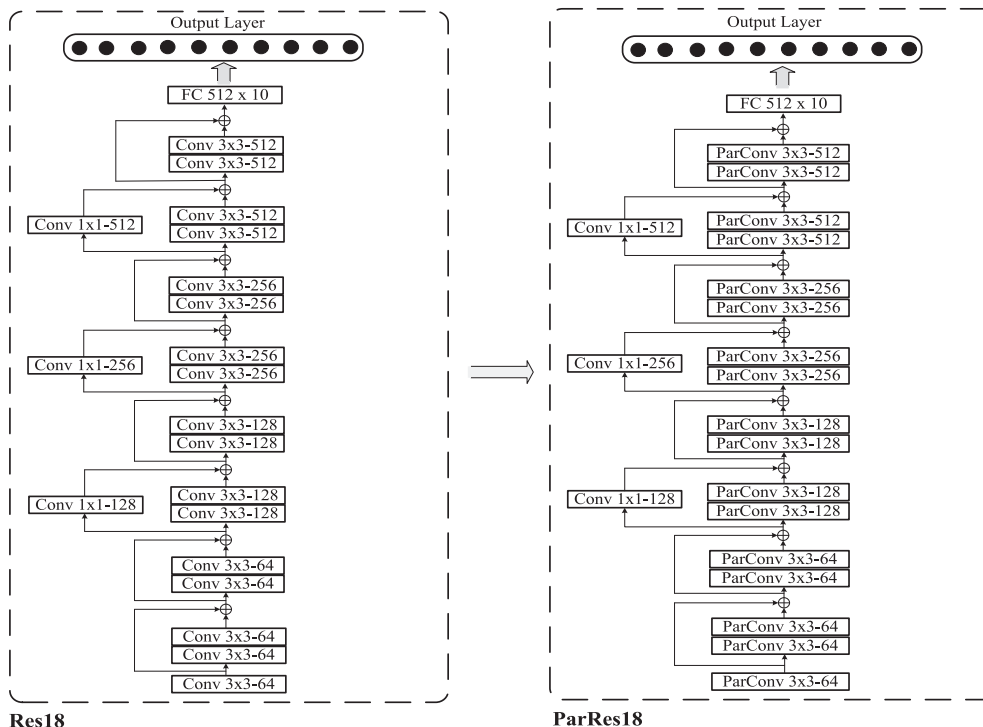 Output Layer
FC 512 x 10
Conv 3x3-512
Conv 3x3-512
Conv 3x3-512
Conv 1x1-512
Conv 3x3-512
Conv 3x3-256
Conv 3x3-256
Conv 3x3-256
Conv 1x1-256
Conv 3x3-256
Conv 3x3-128
Conv 3x3-128
Conv 3x3-128
Conv 1x1-128
Conv 3x3-128
Conv 3x3-64
Conv 3x3-64
Conv 3x3-64
Conv 3x3-64
Conv 3x3-64
Res18
Output Layer
FC 512 x 10
ParConv 3x3-512
ParConv 3x3-512
ParConv 3x3-512
Conv 1x1-512
ParConv 3x3-512
ParConv 3x3-256
ParConv 3x3-256
ParConv 3x3-256
Conv 1x1-256
ParConv 3x3-256
ParConv 3x3-128
ParConv 3x3-128
ParConv 3x3-128
Conv 1x1-128
ParConv 3x3-128
ParConv 3x3-64
ParConv 3x3-64
ParConv 3x3-64
ParConv 3x3-64
ParConv 3x3-64
ParRes18